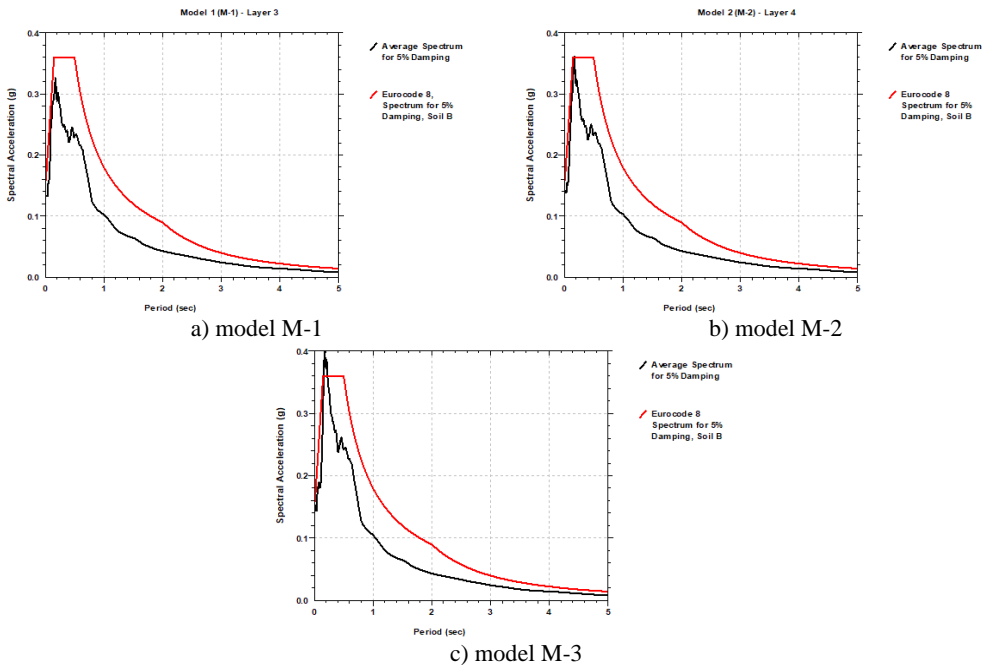 Model 1 (M-1) - Layer 3
0.4
0.3
0.2
0.1
0.0
Spectral Acceleration (g)
0 1 2 3 4 5
Period (sec)
Average Spectrum
for 5% Damping
Eurocode 8,
Spectrum for 5%
Damping, Soil B
a) model M-1
Model 2 (M-2) - Layer 4
0.4
0.3
0.2
0.1
0.0
Spectral Acceleration (g)
0 1 2 3 4 5
Period (sec)
Average Spectrum
for 5% Damping
Eurocode 8
Spectrum for 5%
Damping, Soil B
b) model M-2
0.4
0.3
0.2
0.1
0.0
Spectral Acceleration (g)
0 1 2 3 4 5
Period (sec)
Average Spectrum
for 5% Damping
Eurocode 8
Spectrum for 5%
Damping, Soil B
c) model M-3